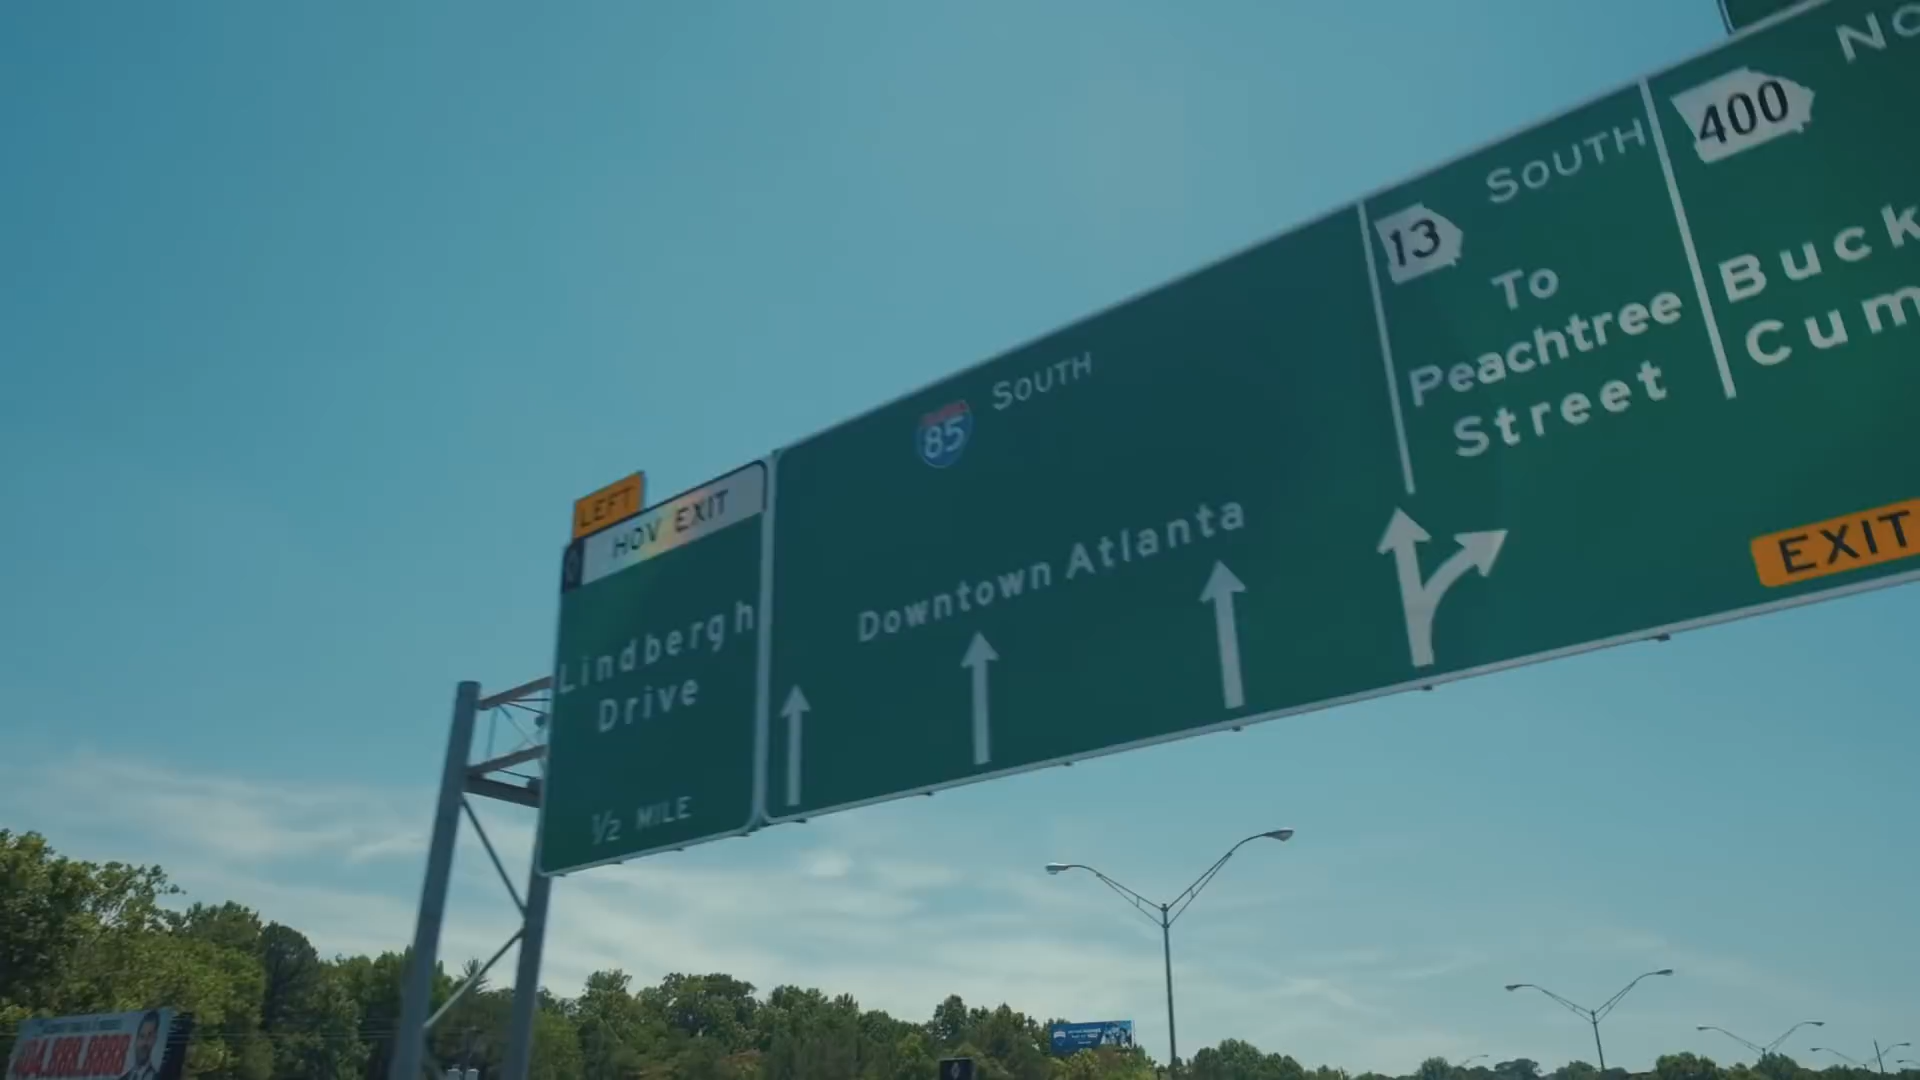 LEFT
HOV EXIT
Lindbergh
Drive
½ MILE
85 SOUTH
Downtown Atlanta
13 SOUTH
To
Peachtree
Street
400 No
Buck
Cum
EXIT